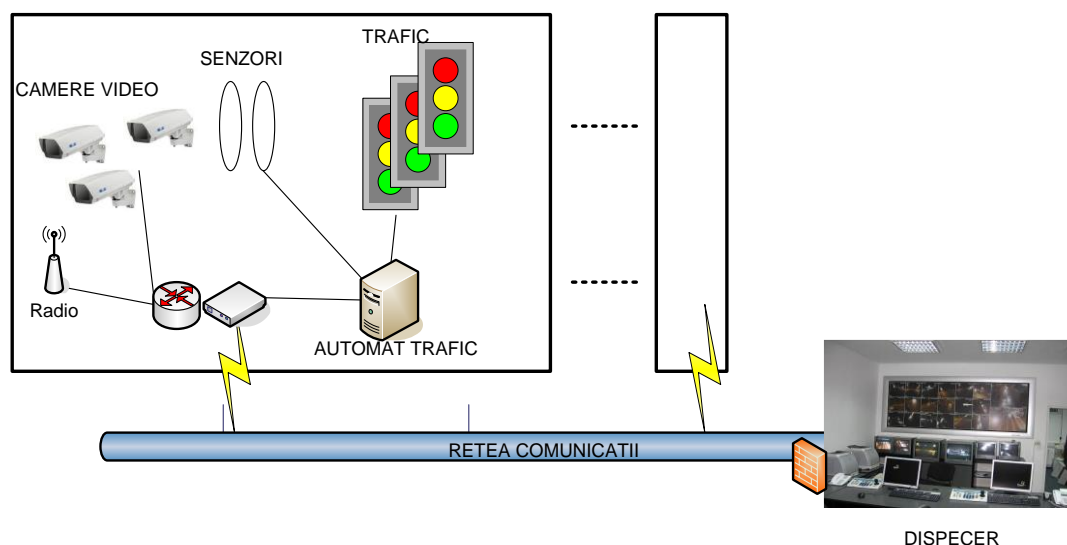 TRAFIC
SENZORI
CAMERE VIDEO
Radio
AUTOMAT TRAFIC
RETEA COMUNICATII
DISPECER